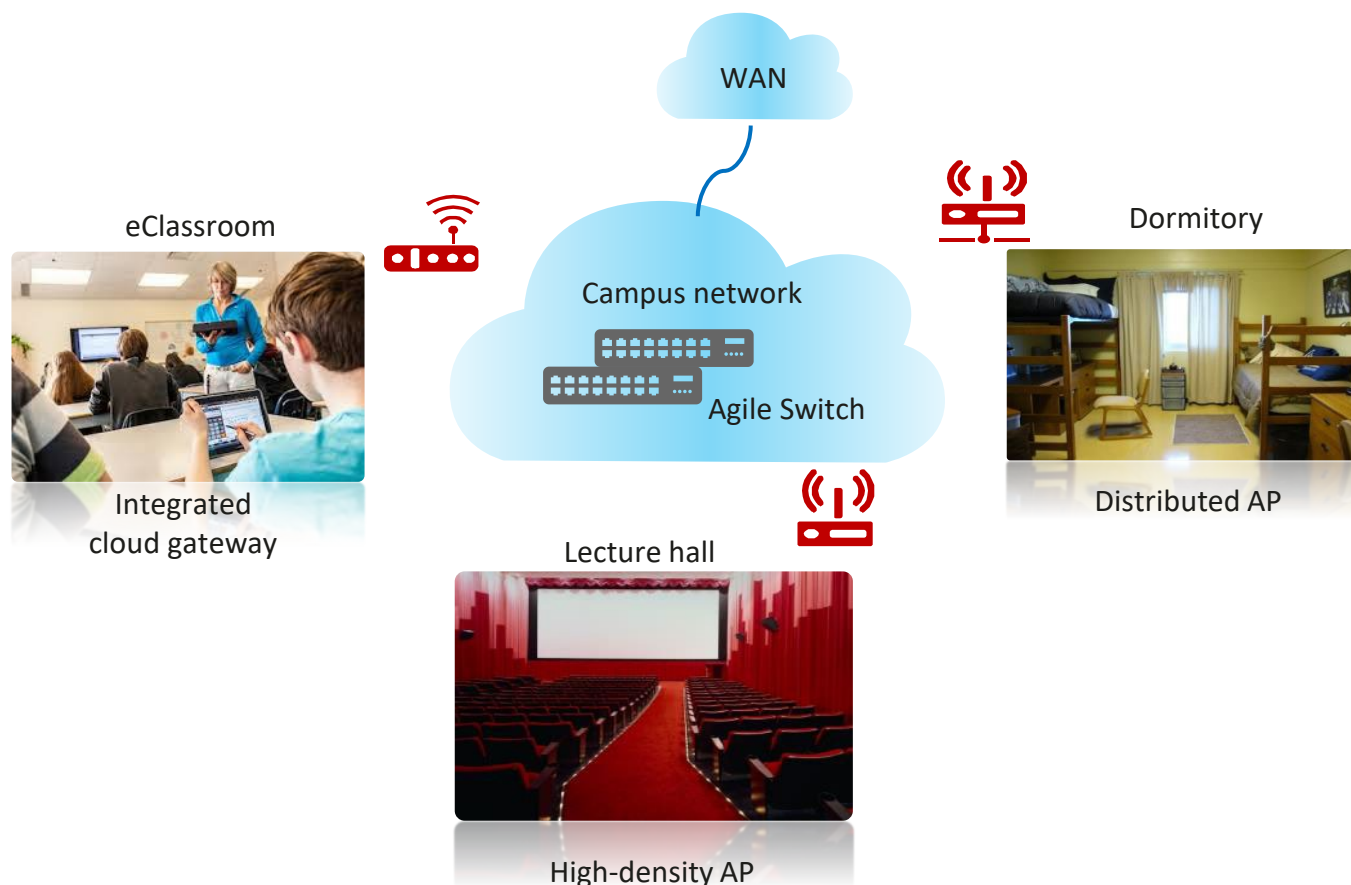 WAN
eClassroom
Dormitory
Campus network
Agile Switch
Integrated
cloud gateway
Distributed AP
Lecture hall
High-density AP